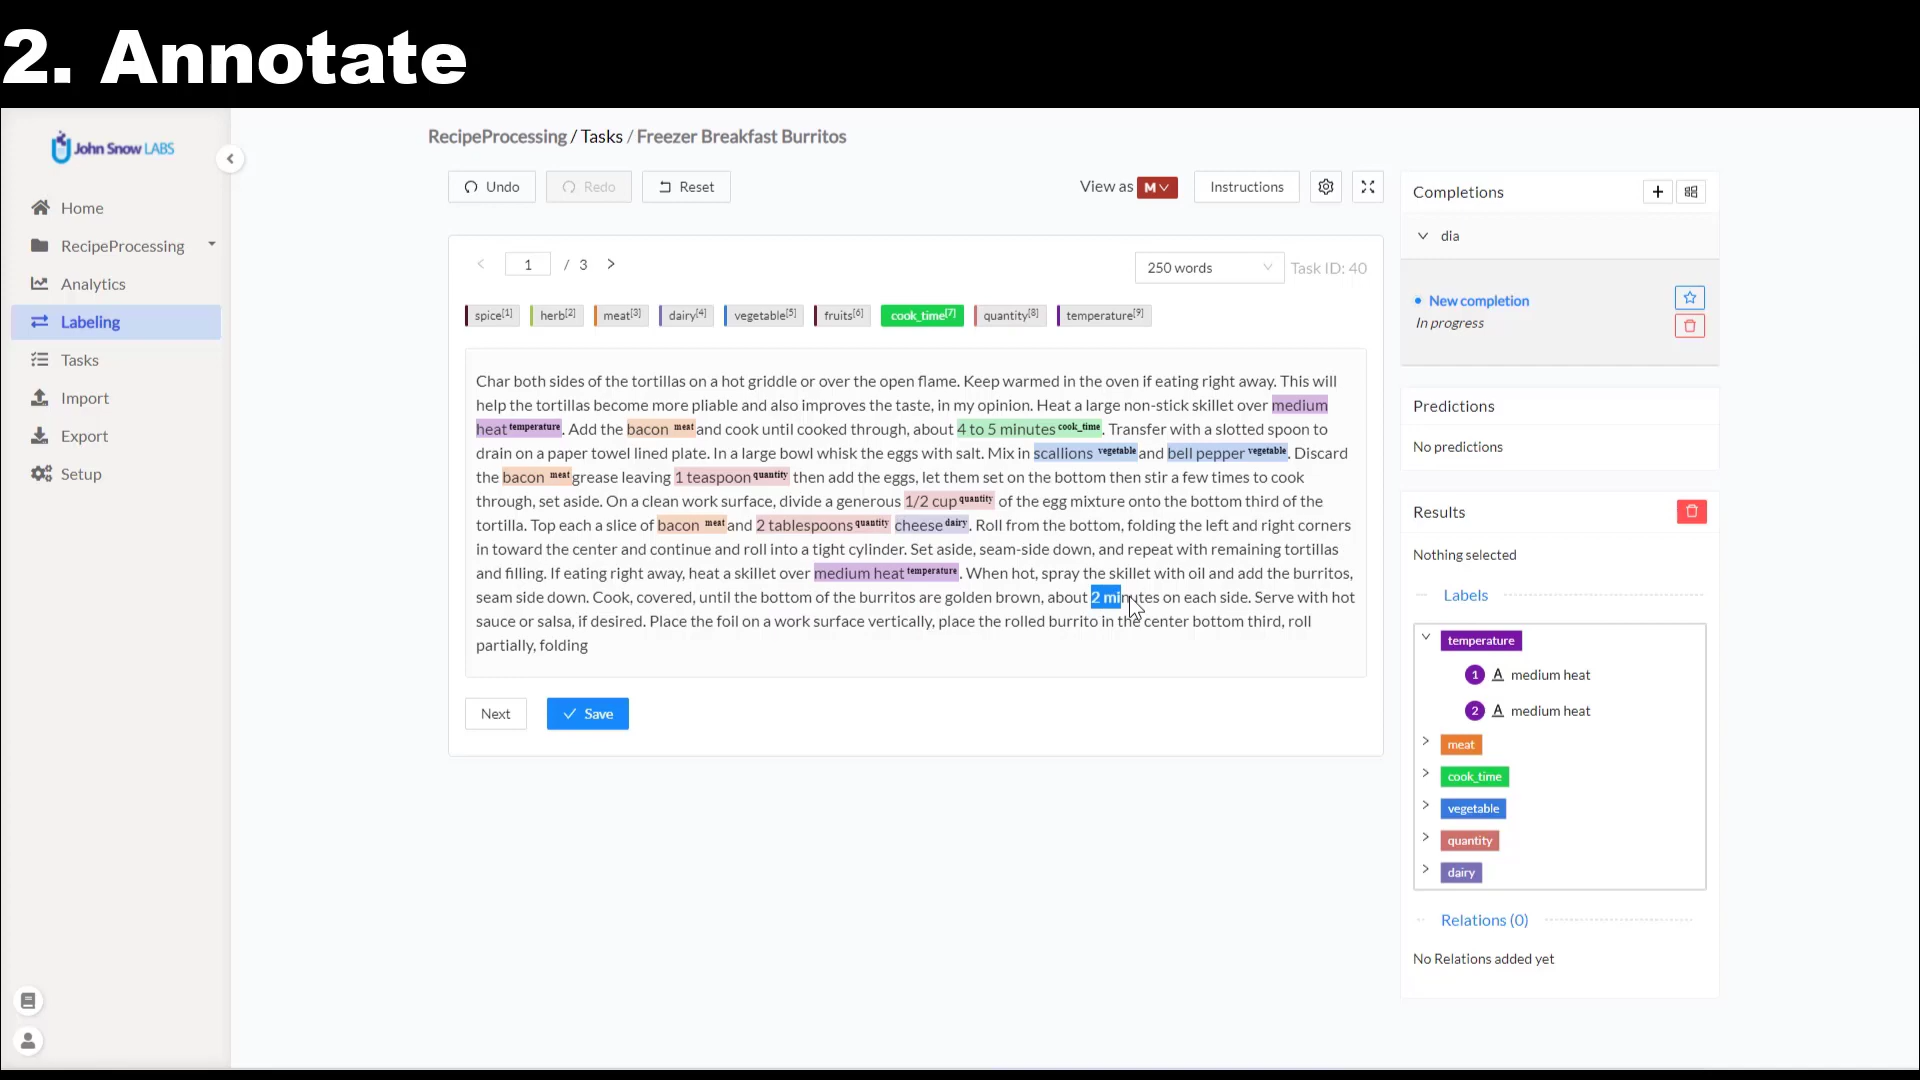 2. Annotate
John Snow LABS
Home
RecipeProcessing
Analytics
Labeling
Tasks
Import
Export
Setup
RecipeProcessing / Tasks / Freezer Breakfast Burritos
Undo
Redo
Reset
View as M
Instructions
1 / 3
250 words
Task ID: 40
spice[1]
herb[2]
meat[3]
dairy[4]
vegetable[5]
fruits[6]
cook_time[7]
quantity[8]
temperature[9]
Char both sides of the tortillas on a hot griddle or over the open flame. Keep warmed in the oven if eating right away. This will
help the tortillas become more pliable and also improves the taste, in my opinion. Heat a large non-stick skillet over medium
heat temperature. Add the bacon meat and cook until cooked through, about 4 to 5 minutes cook_time. Transfer with a slotted spoon to
drain on a paper towel lined plate. In a large bowl whisk the eggs with salt. Mix in scallions vegetable and bell pepper vegetable. Discard
the bacon meat grease leaving 1 teaspoon quantity then add the eggs, let them set on the bottom then stir a few times to cook
through, set aside. On a clean work surface, divide a generous 1/2 cup quantity of the egg mixture onto the bottom third of the
tortilla. Top each a slice of bacon meat and 2 tablespoons quantity cheese dairy. Roll from the bottom, folding the left and right corners
in toward the center and continue and roll into a tight cylinder. Set aside, seam-side down, and repeat with remaining tortillas
and filling. If eating right away, heat a skillet over medium heat temperature. When hot, spray the skillet with oil and add the burritos,
seam side down. Cook, covered, until the bottom of the burritos are golden brown, about 2 minutes on each side. Serve with hot
sauce or salsa, if desired. Place the foil on a work surface vertically, place the rolled burrito in the center bottom third, roll
partially, folding
Next
Save
Completions
dia
New completion
In progress
Predictions
No predictions
Results
Nothing selected
Labels
temperature
1 A medium heat
2 A medium heat
meat
cook_time
vegetable
quantity
dairy
Relations (0)
No Relations added yet